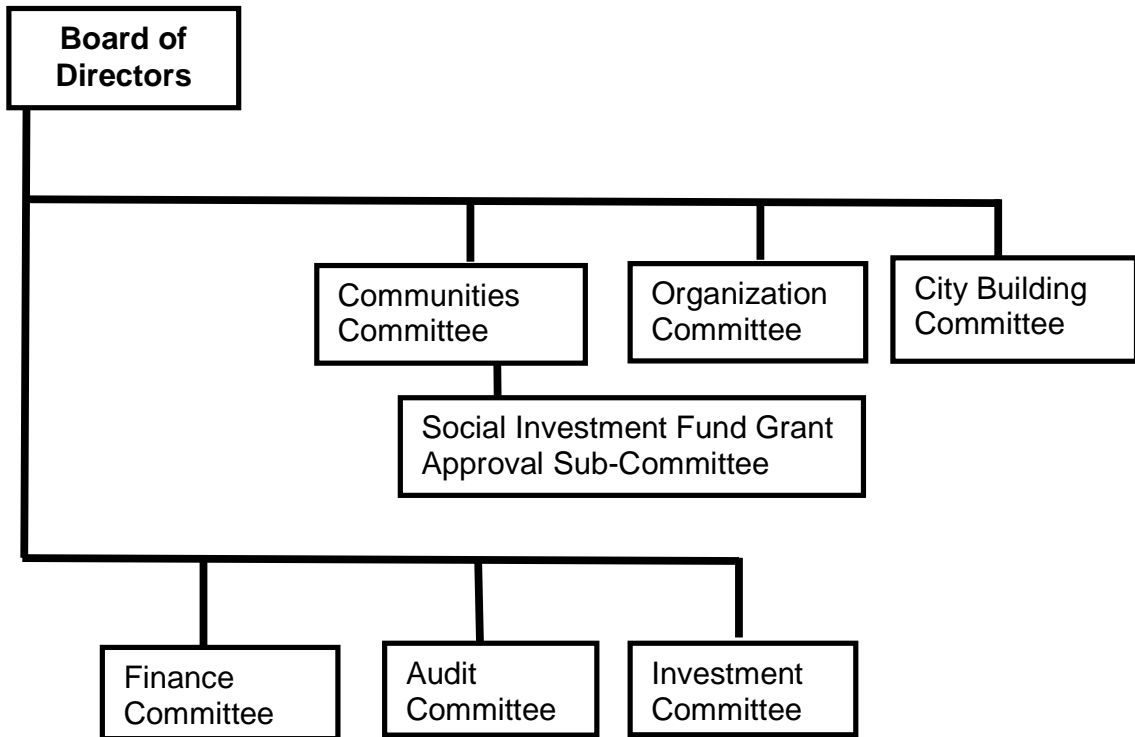 Board of
Directors
Communities
Committee
Organization
Committee
City Building
Committee
Social Investment Fund Grant
Approval Sub-Committee
Finance
Committee
Audit
Committee
Investment
Committee